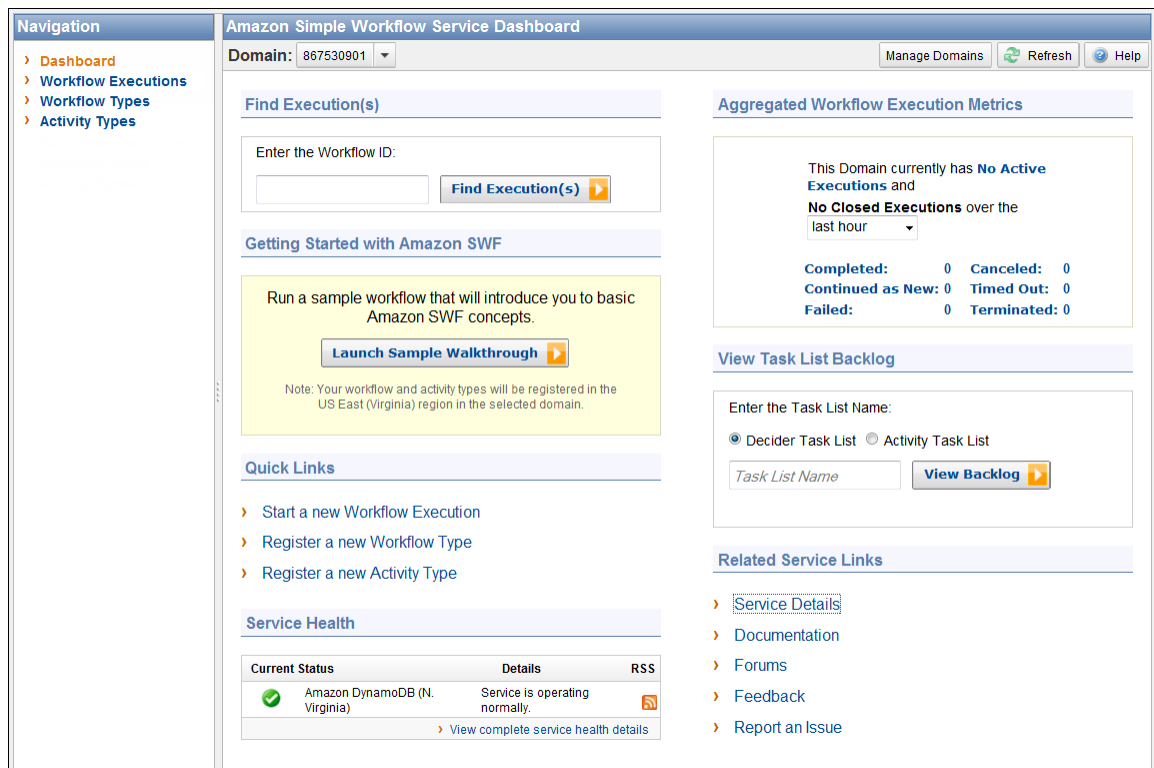 Navigation
Dashboard
Workflow Executions
Workflow Types
Activity Types
Amazon Simple Workflow Service Dashboard
Domain: 867530901
Manage Domains
Refresh
Help
Find Execution(s)
Enter the Workflow ID:
Find Execution(s)
Getting Started with Amazon SWF
Run a sample workflow that will introduce you to basic
Amazon SWF concepts.
Launch Sample Walkthrough
Note: Your workflow and activity types will be registered in the
US East (Virginia) region in the selected domain.
Quick Links
Start a new Workflow Execution
Register a new Workflow Type
Register a new Activity Type
Service Health
Current Status Details RSS
Amazon DynamoDB (N.
Virginia)
Service is operating
normally.
View complete service health details
Aggregated Workflow Execution Metrics
This Domain currently has No Active
Executions and
No Closed Executions over the
last hour
Completed: 0 Canceled: 0
Continued as New: 0 Timed Out: 0
Failed: 0 Terminated: 0
View Task List Backlog
Enter the Task List Name:
Decider Task List Activity Task List
Task List Name
View Backlog
Related Service Links
Service Details
Documentation
Forums
Feedback
Report an Issue